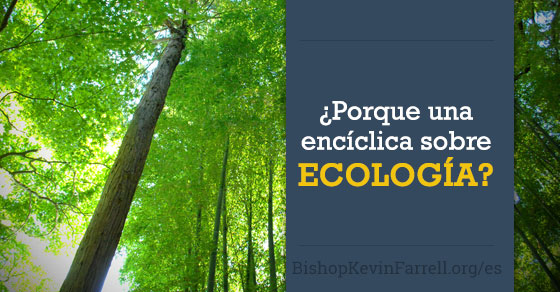 ¿Porque una
encíclica sobre
ECOLOGÍA?
BishopKevinFarrell.org/es